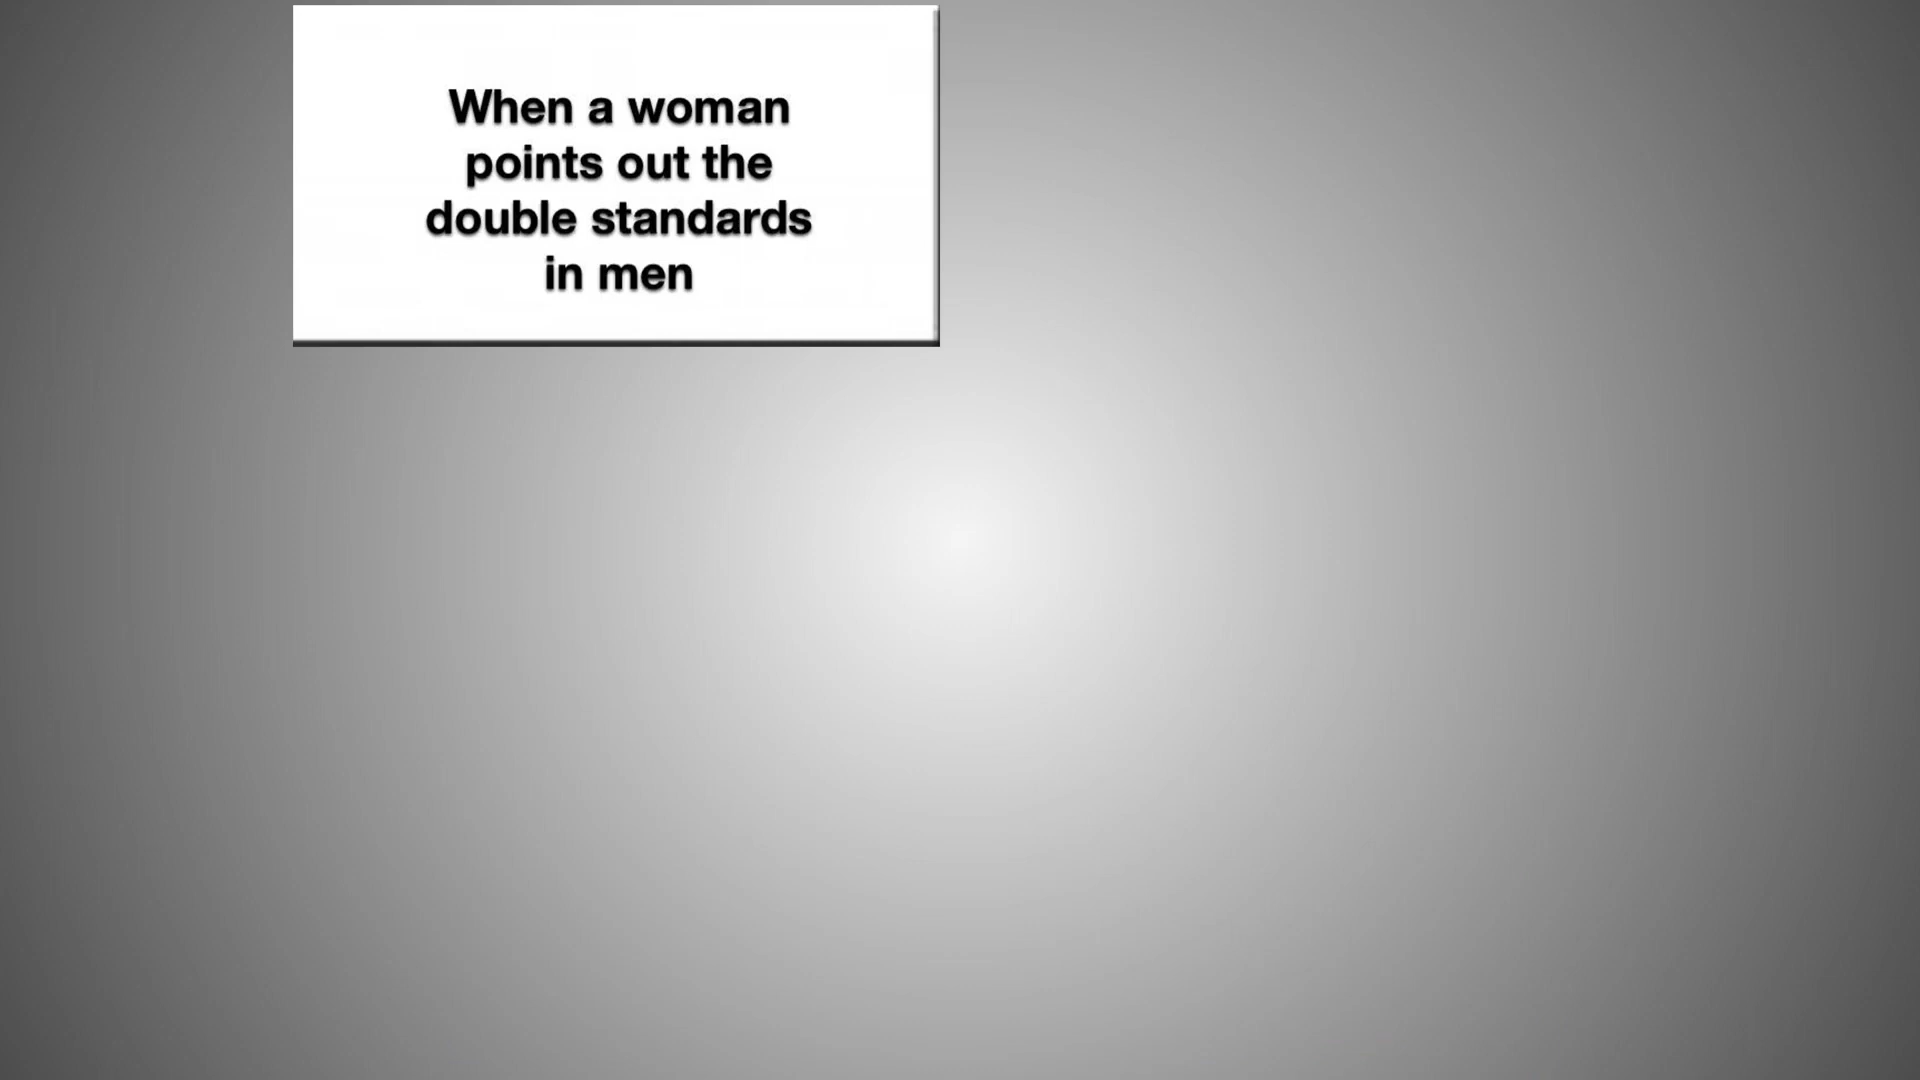 When a woman
points out the
double standards
in men